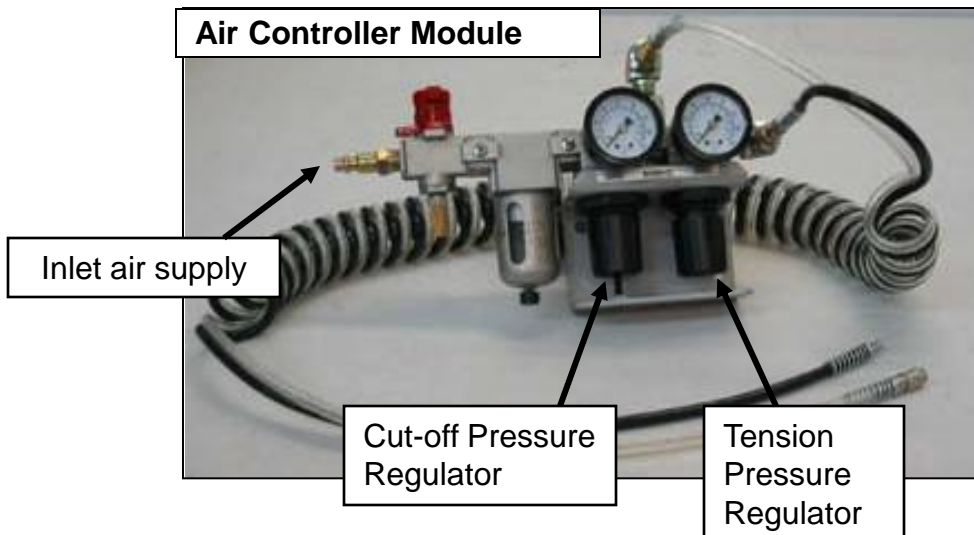 Air Controller Module
Inlet air supply
Cut-off Pressure
Regulator
Tension
Pressure
Regulator